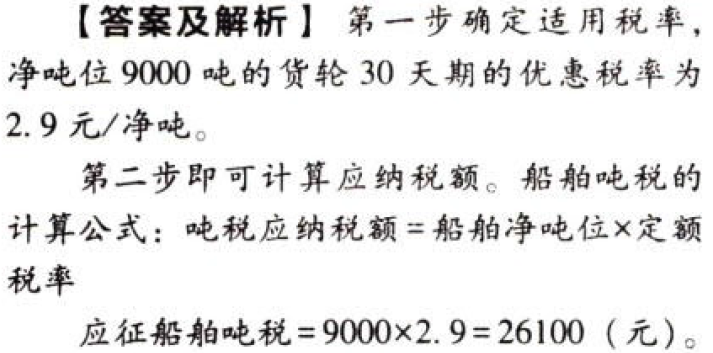 【答案及解析】 第一步确定适用税率,
净吨位 9000 吨的货轮 30 天期的优惠税率为
2. 9 元/净吨。
第二步即可计算应纳税额。船舶吨税的
计算公式：吨税应纳税额=船舶净吨位×定额
税率
应征船舶吨税=9000×2. 9=26100 (元)。